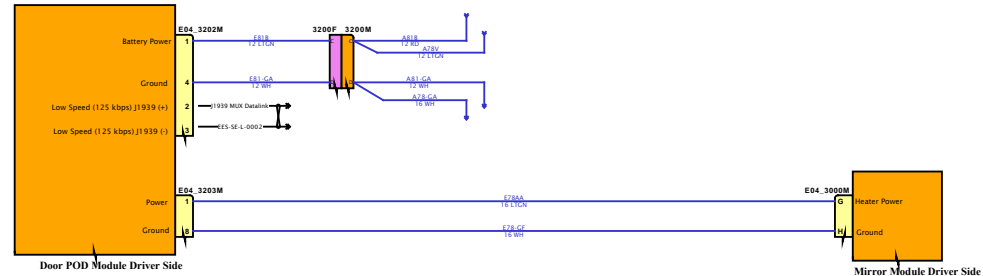 E04_3202M
3200F 3200M
Battery Power 1 E81B 12 LTGN A81B 12 RD
A78V 12 LTGN
Ground 4 E81-GA 12 WH A81-GA 12 WH
A78-GA 16 WH
Low Speed (125 kbps) J1939 (+) 2 J1939 MUX Datalink
Low Speed (125 kbps) J1939 (-) 3 EES-SE-L-0002
E04_3203M E04_3000M
Power 1 E78AA 16 LTGN G Heater Power
Ground 8 E78-GF 16 WH H Ground
Door POD Module Driver Side
Mirror Module Driver Side